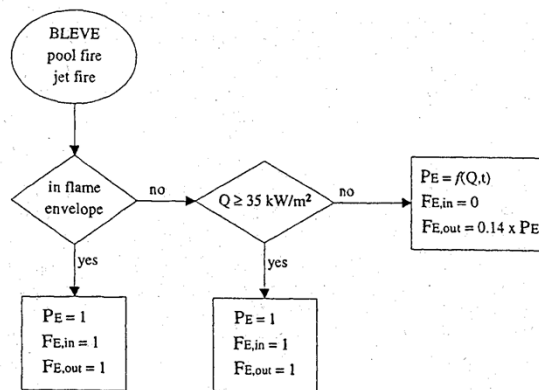 BLEVE
pool fire
jet fire
in flame
envelope
no
Q ≥ 35 kW/m²
no
PE = f(Q,t)
FE,in = 0
FE,out = 0.14 x PE
yes
yes
PE = 1
FE,in = 1
FE,out = 1
PE = 1
FE,in = 1
FE,out = 1